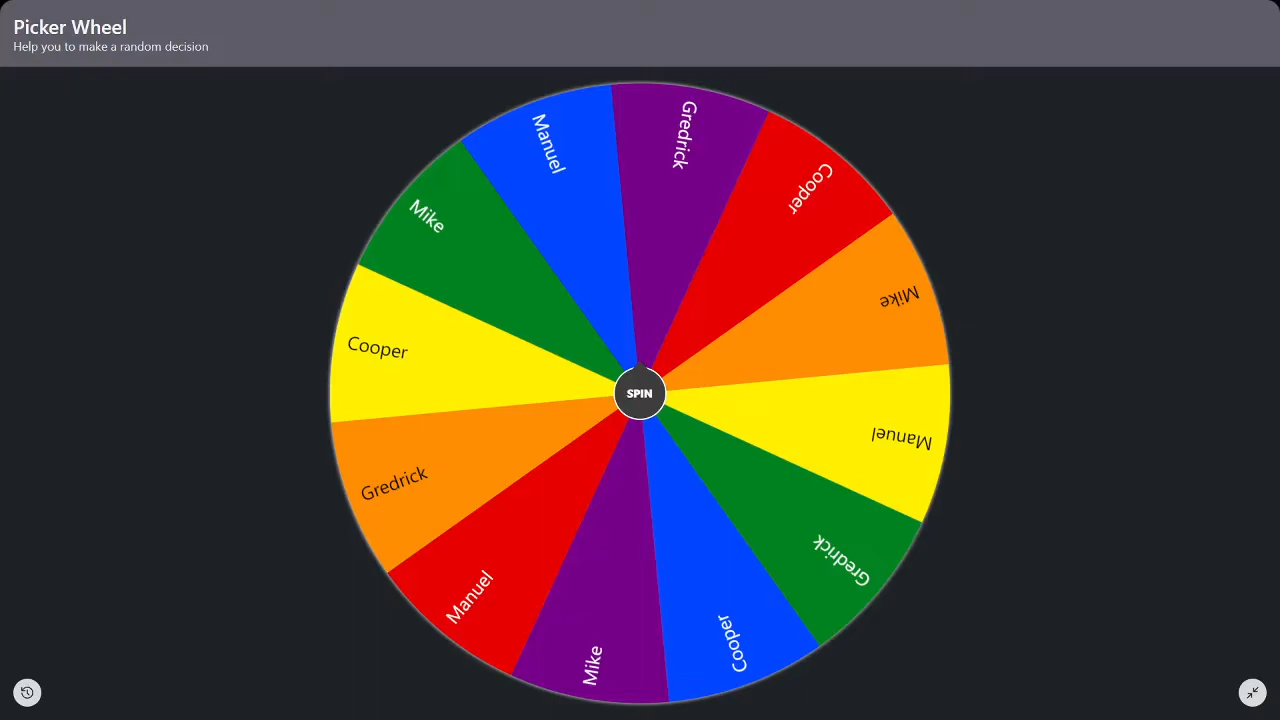 Picker Wheel
Help you to make a random decision
Gredrick
Cooper
Mike
Manuel
Gredrick
Cooper
Mike
Manuel
Gredrick
Cooper
Mike
Manuel
SPIN